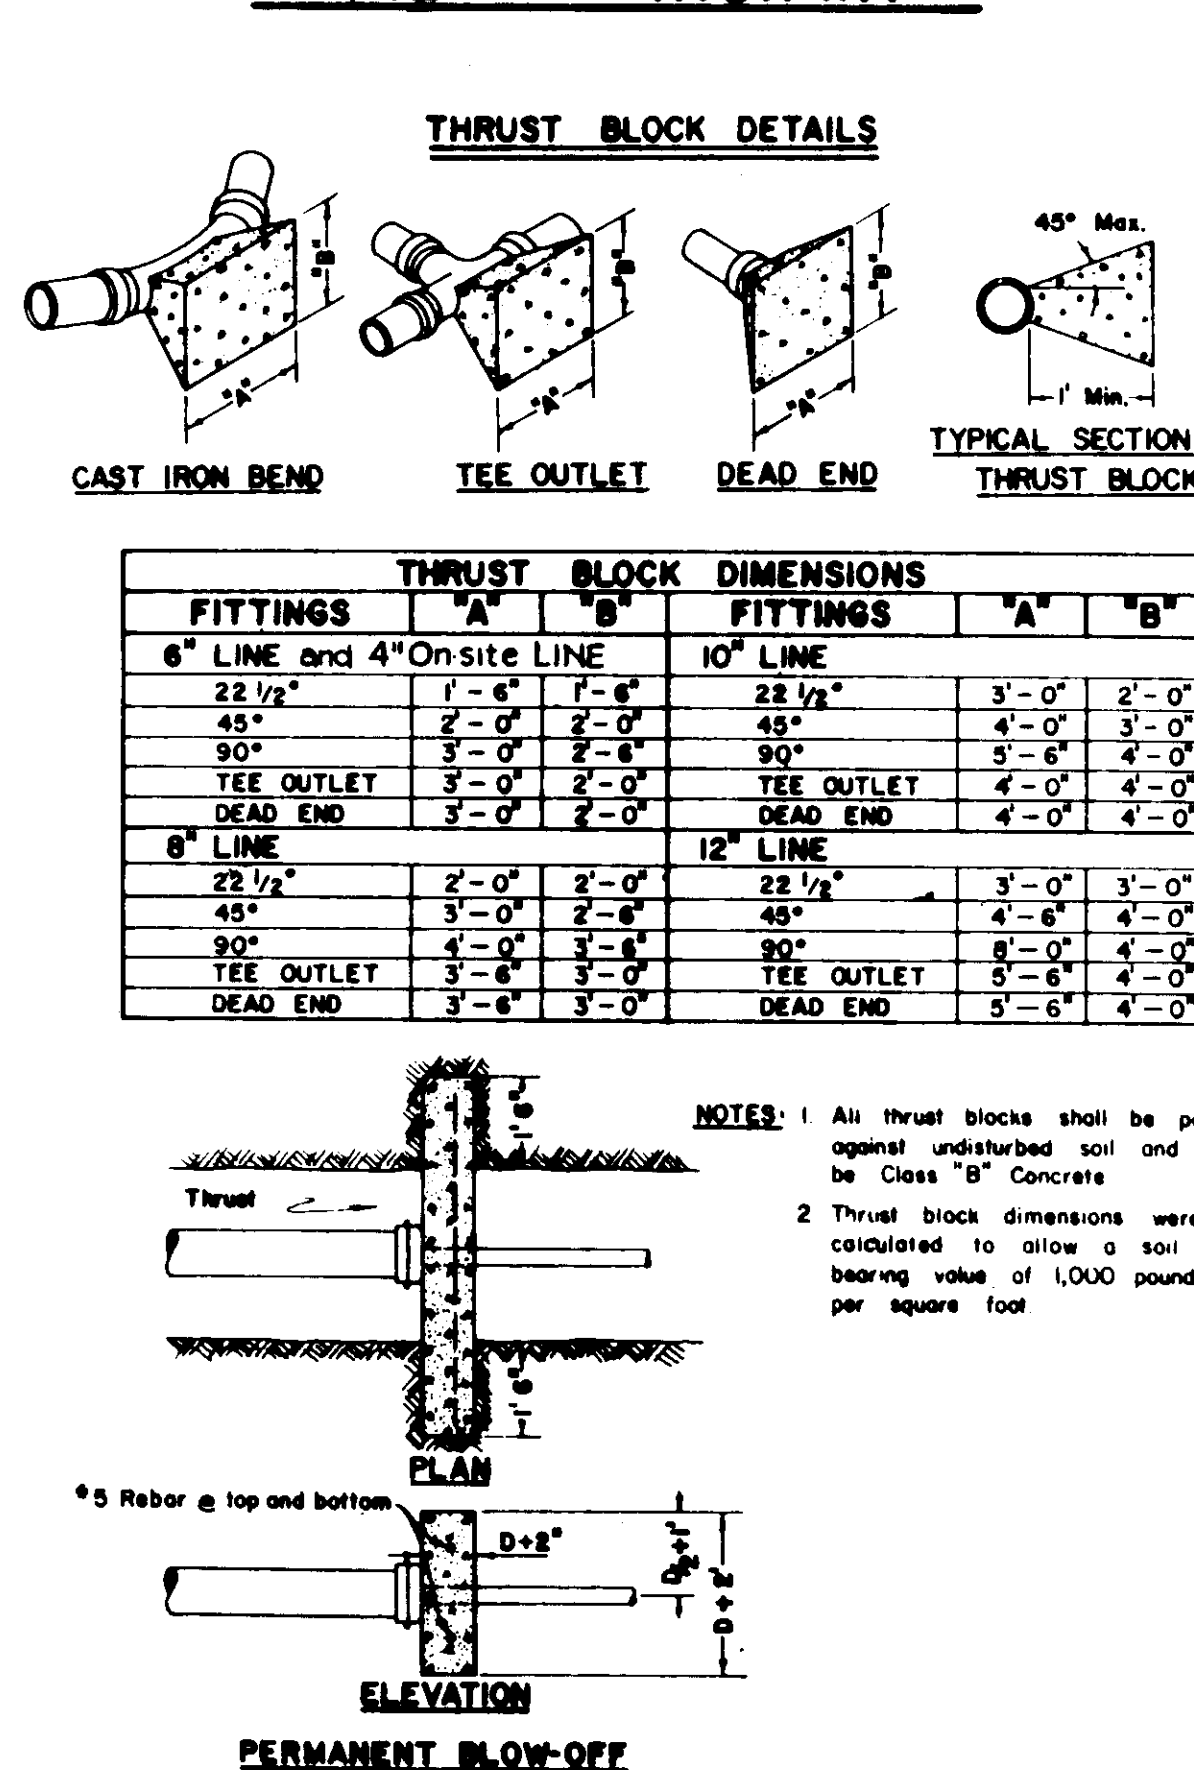 THRUST BLOCK DETAILS
"B"
"A"
CAST IRON BEND
"B"
"A"
TEE OUTLET
"B"
"A"
DEAD END
45° Max.
1' Min.
TYPICAL SECTION
THRUST BLOCK
THRUST BLOCK DIMENSIONS
FITTINGS "A" "B" FITTINGS "A" "B"
6" LINE and 4" On-site LINE 10" LINE
22 1/2° 1'-6" 1'-6" 22 1/2° 3'-0" 2'-0"
45° 2'-0" 2'-0" 45° 4'-0" 3'-0"
90° 3'-0" 2'-6" 90° 5'-6" 4'-0"
TEE OUTLET 3'-0" 2'-0" TEE OUTLET 4'-0" 4'-0"
DEAD END 3'-0" 2'-0" DEAD END 4'-0" 4'-0"
8" LINE 12" LINE
22 1/2° 2'-0" 2'-0" 22 1/2° 3'-0" 3'-0"
45° 3'-0" 2'-6" 45° 4'-6" 4'-0"
90° 4'-0" 3'-6" 90° 8'-0" 4'-0"
TEE OUTLET 3'-6" 3'-0" TEE OUTLET 5'-6" 4'-0"
DEAD END 3'-6" 3'-0" DEAD END 5'-6" 4'-0"
1'6"
Thrust
1'6"
PLAN
NOTES: 1. All thrust blocks shall be
against undisturbed soil and
be Class "B" Concrete
2 Thrust block dimensions were
calculated to allow a soil
bearing value of 1,000 pound
per square foot.
#5 Rebar @ top and bottom
D+2"
D/2+1'
D+2'
ELEVATION
PERMANENT BLOW-OFF